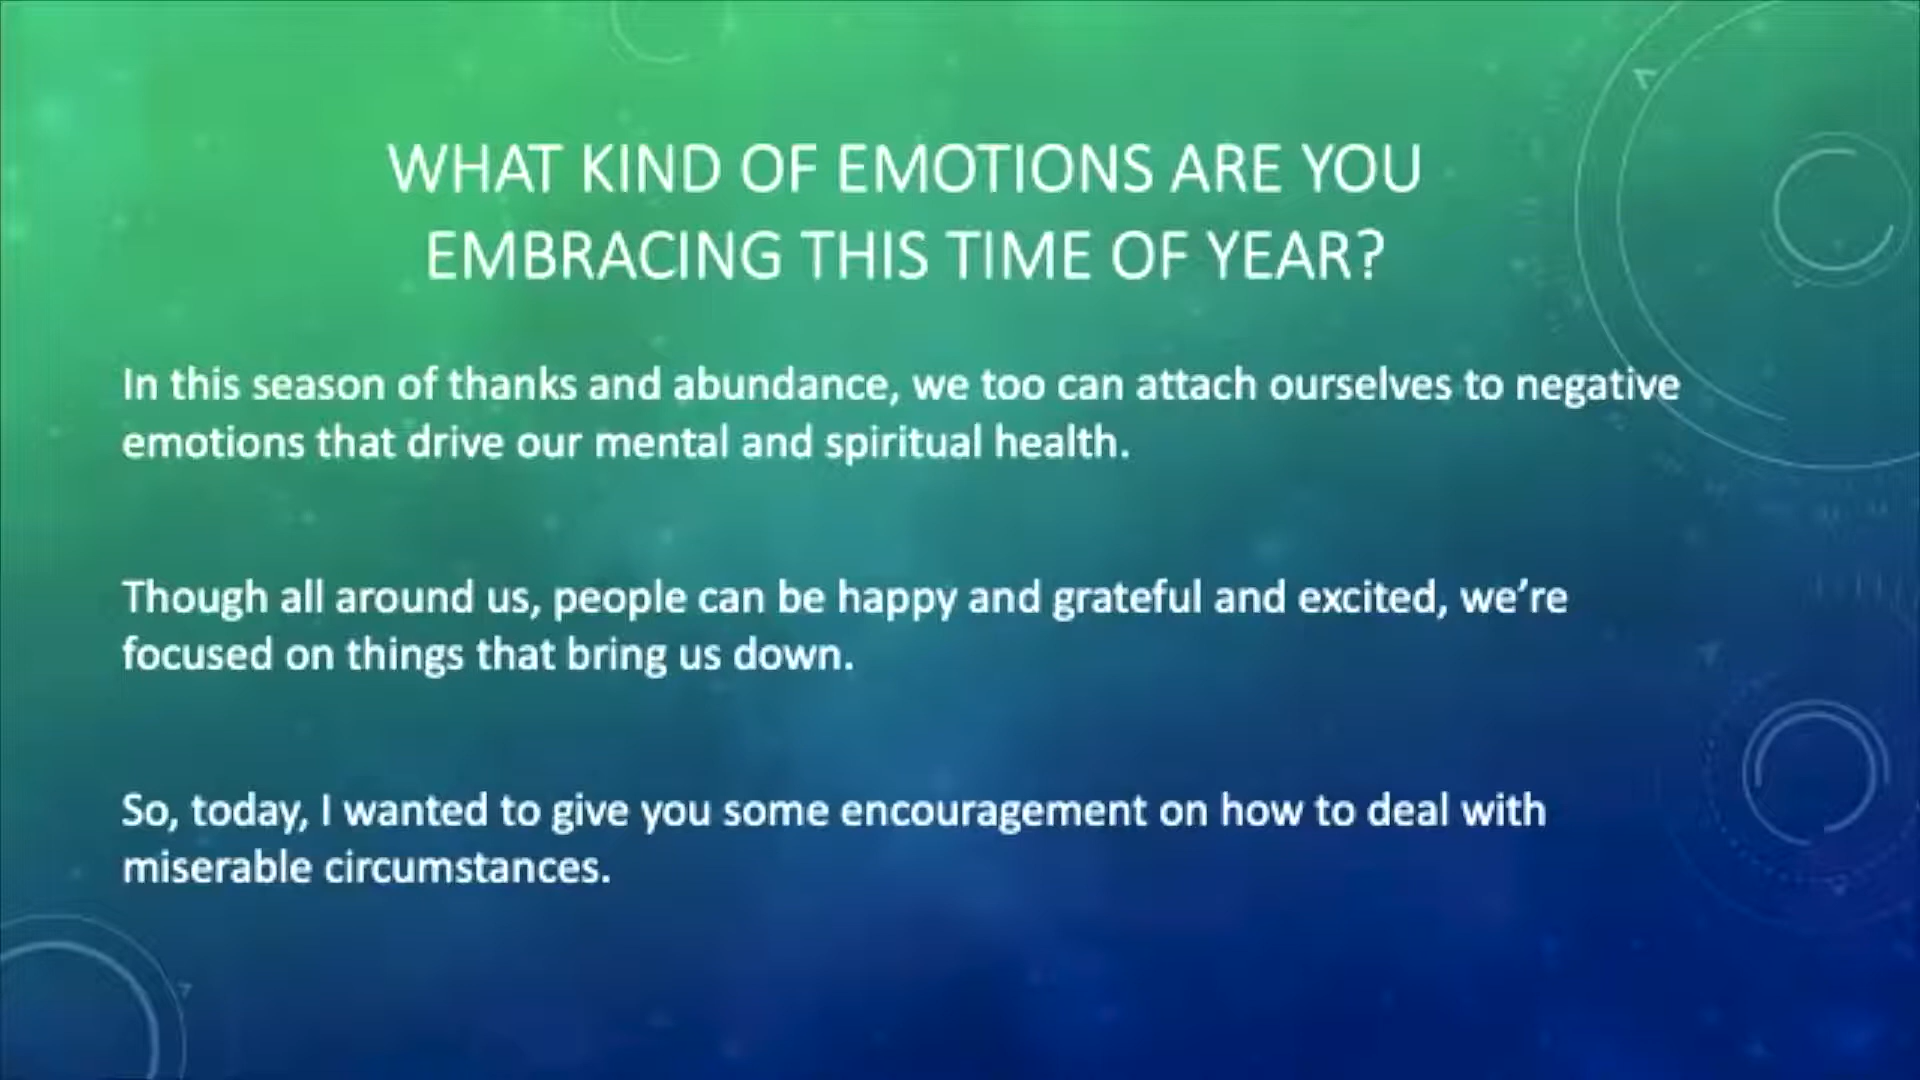 WHAT KIND OF EMOTIONS ARE YOU
EMBRACING THIS TIME OF YEAR?
In this season of thanks and abundance, we too can attach ourselves to negative
emotions that drive our mental and spiritual health.
Though all around us, people can be happy and grateful and excited, we’re
focused on things that bring us down.
So, today, I wanted to give you some encouragement on how to deal with
miserable circumstances.